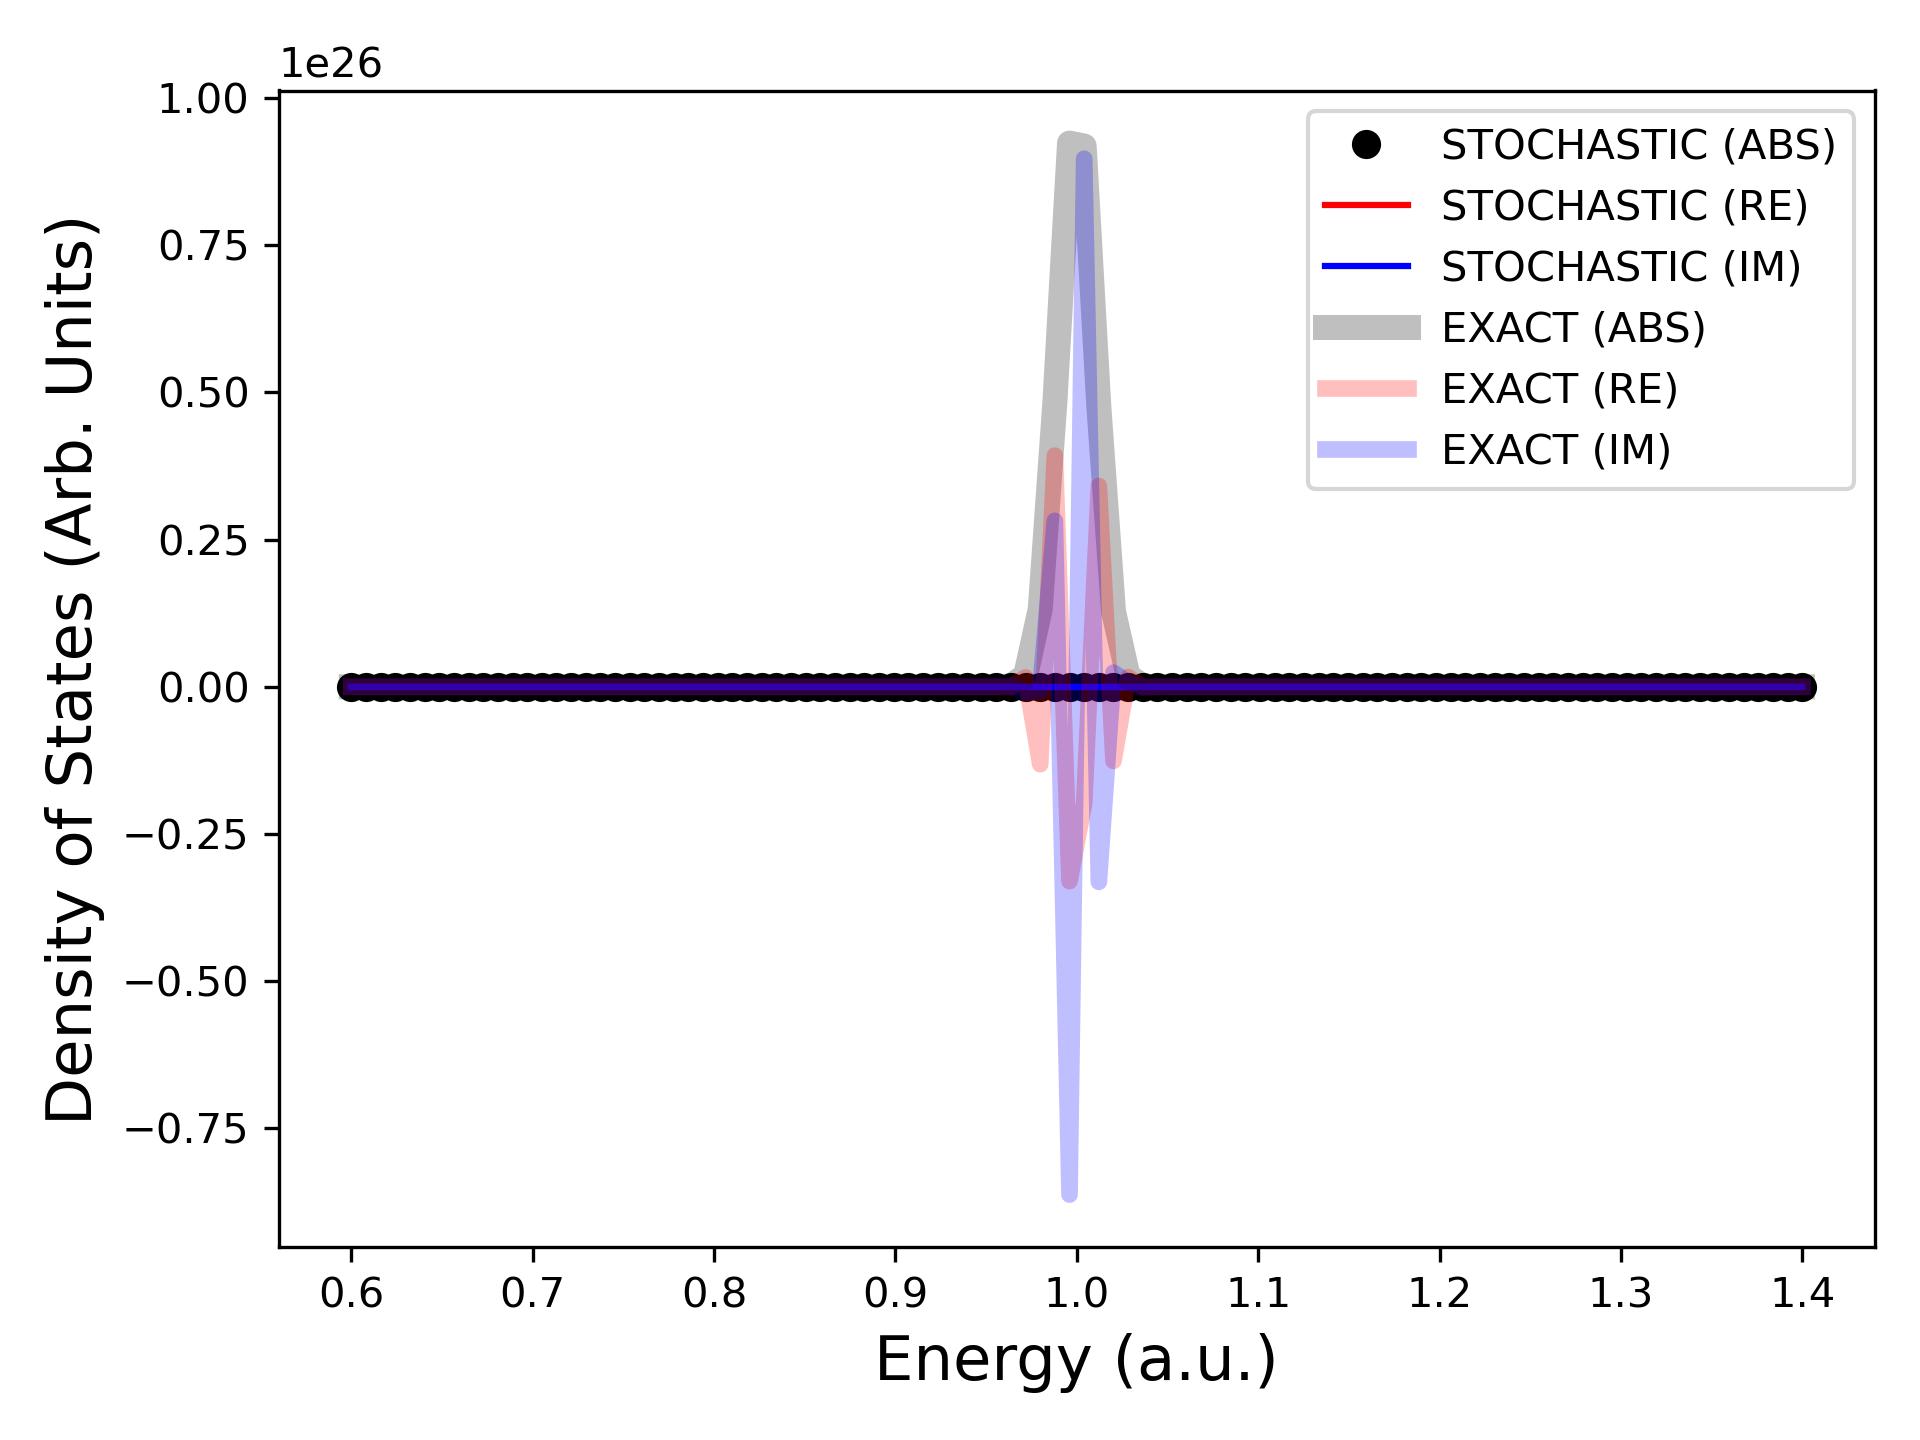 1e26
1.00
0.75
0.50
0.25
0.00
−0.25
−0.50
−0.75
Density of States (Arb. Units)
STOCHASTIC (ABS)
STOCHASTIC (RE)
STOCHASTIC (IM)
EXACT (ABS)
EXACT (RE)
EXACT (IM)
0.6 0.7 0.8 0.9 1.0 1.1 1.2 1.3 1.4
Energy (a.u.)